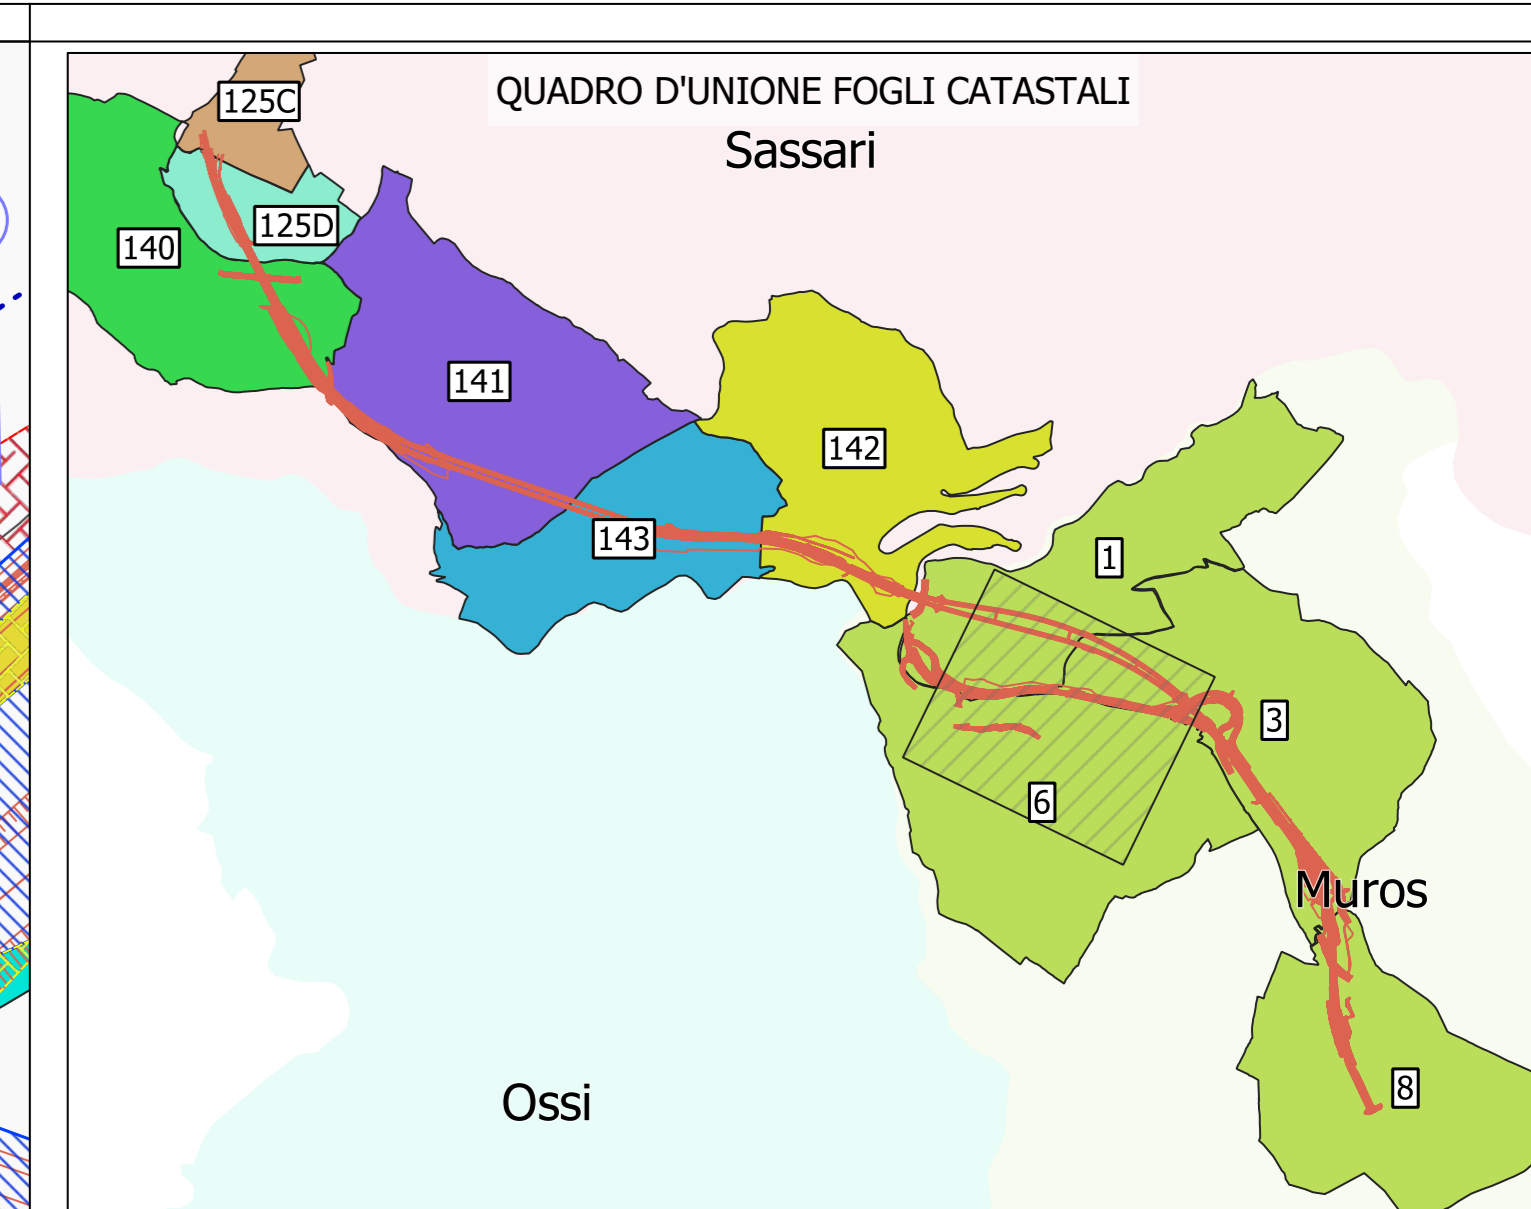 QUADRO D'UNIONE FOGLI CATASTALI
125C
Sassari
125D
140
141
142
143
1
3
6
Muros
8
Ossi